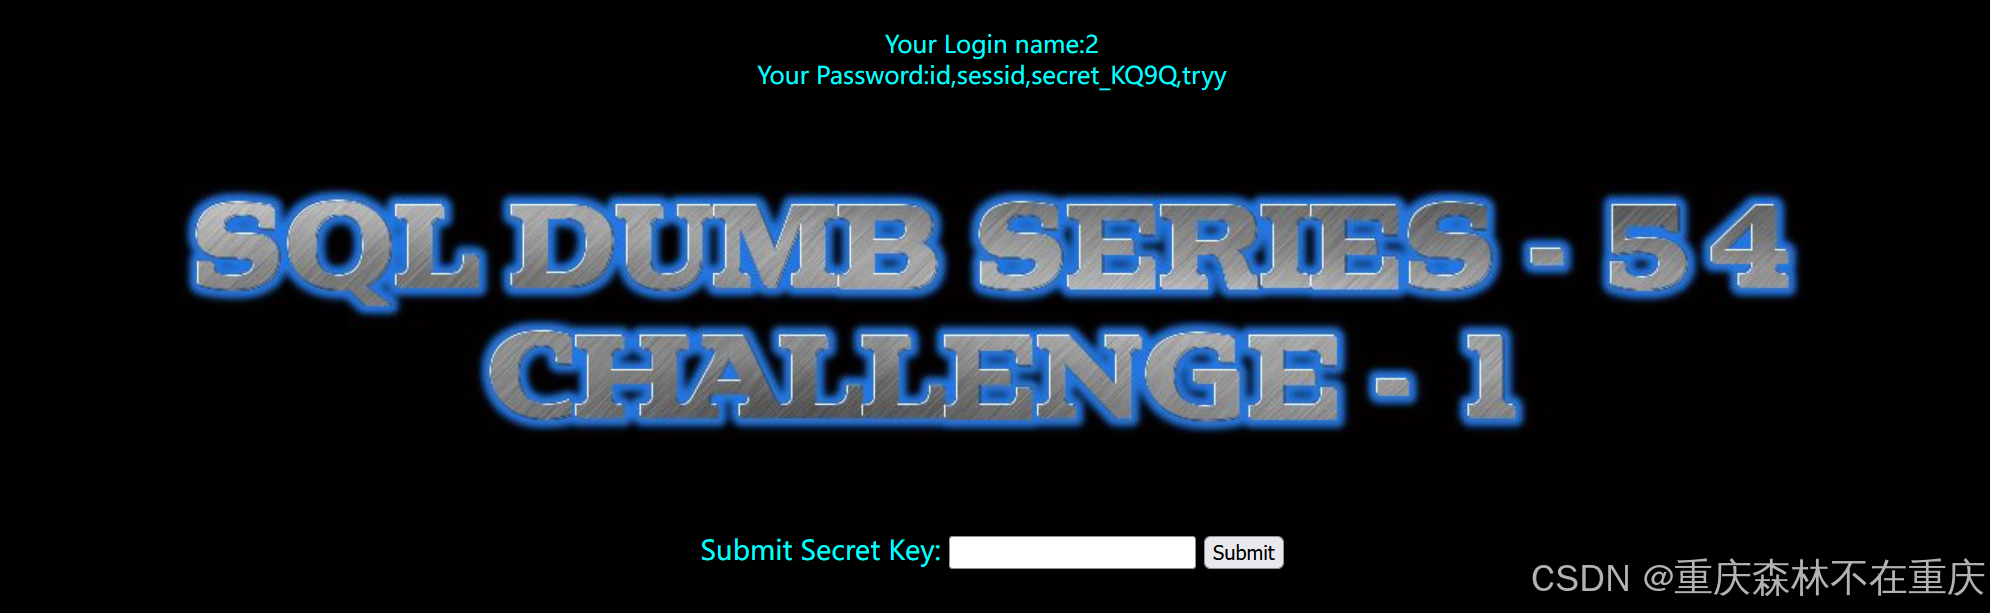 Your Login name:2
Your Password:id,sessid,secret_KQ9Q,tryy
SQL DUMB SERIES - 54
CHALLENGE - 1
Submit Secret Key: Submit
CSDN @重庆森林不在重庆